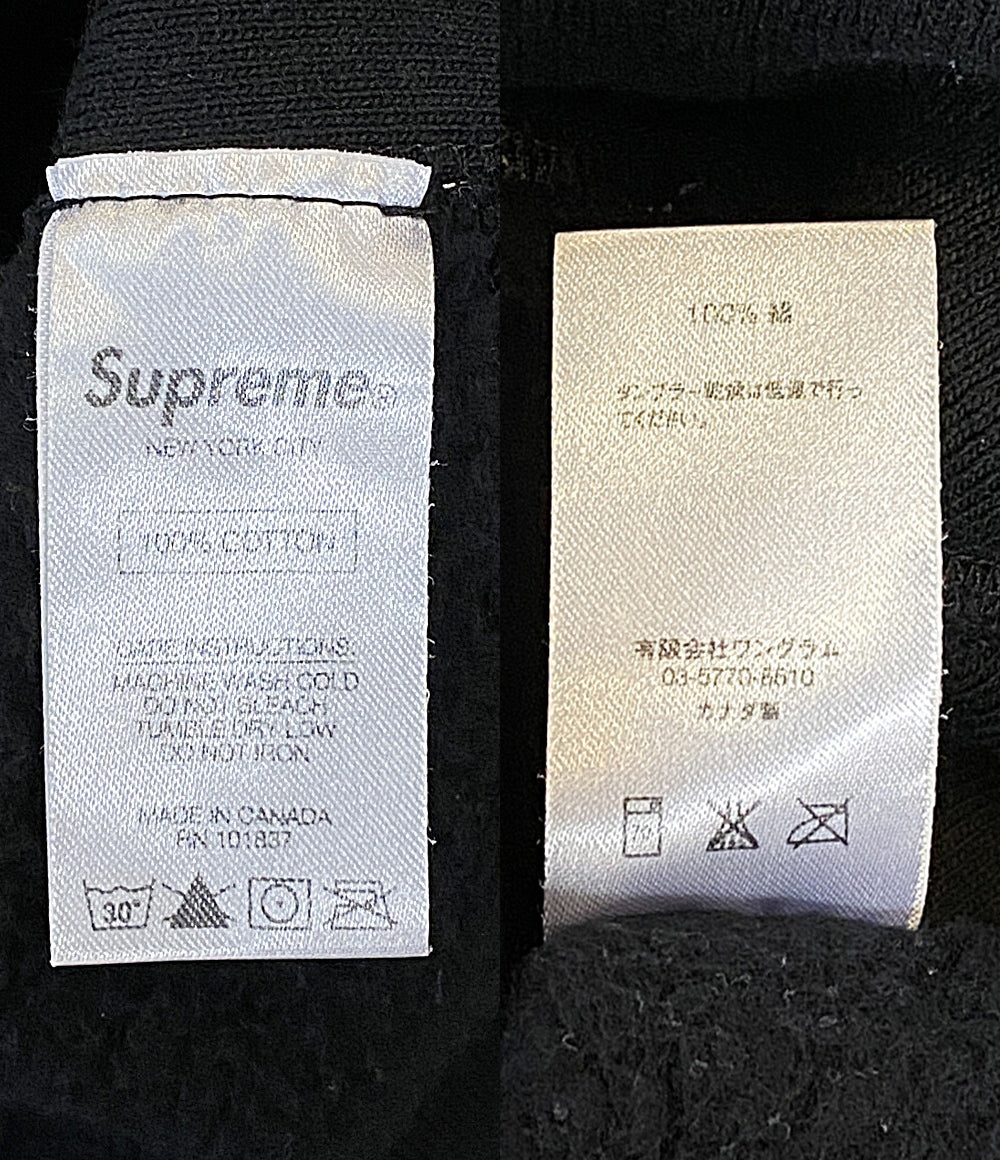 Supreme®
NEW YORK CITY
100% COTTON
CARE INSTRUCTIONS:
MACHINE WASH COLD
DO NOT BLEACH
TUMBLE DRY LOW
DO NOT IRON
MADE IN CANADA
RN 101837
30°
100% 綿
タンブラー乾燥は低温で行っ
てください。
有限会社ワングラム
03-5770-8610
カナダ製